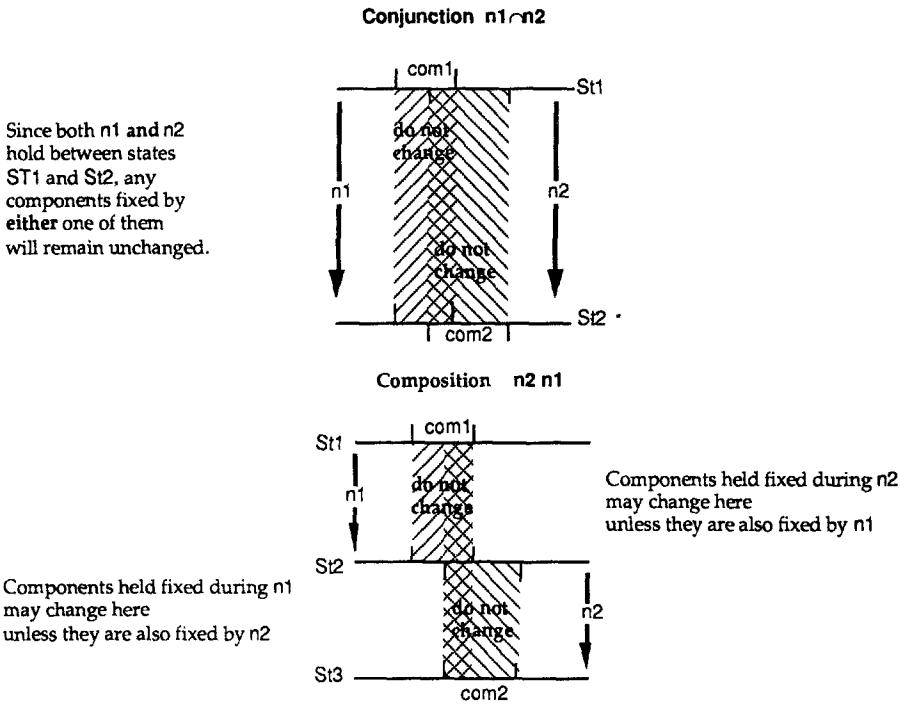 Conjunction n1∩n2
com1
St1
Since both n1 and n2
hold between states
ST1 and St2, any
components fixed by
either one of them
will remain unchanged.
do not
change
n1
n2
do not
change
St2
com2
Composition n2 n1
com1
St1
n1
do not
change
Components held fixed during n2
may change here
unless they are also fixed by n1
St2
Components held fixed during n1
may change here
unless they are also fixed by n2
do not
change
n2
St3
com2